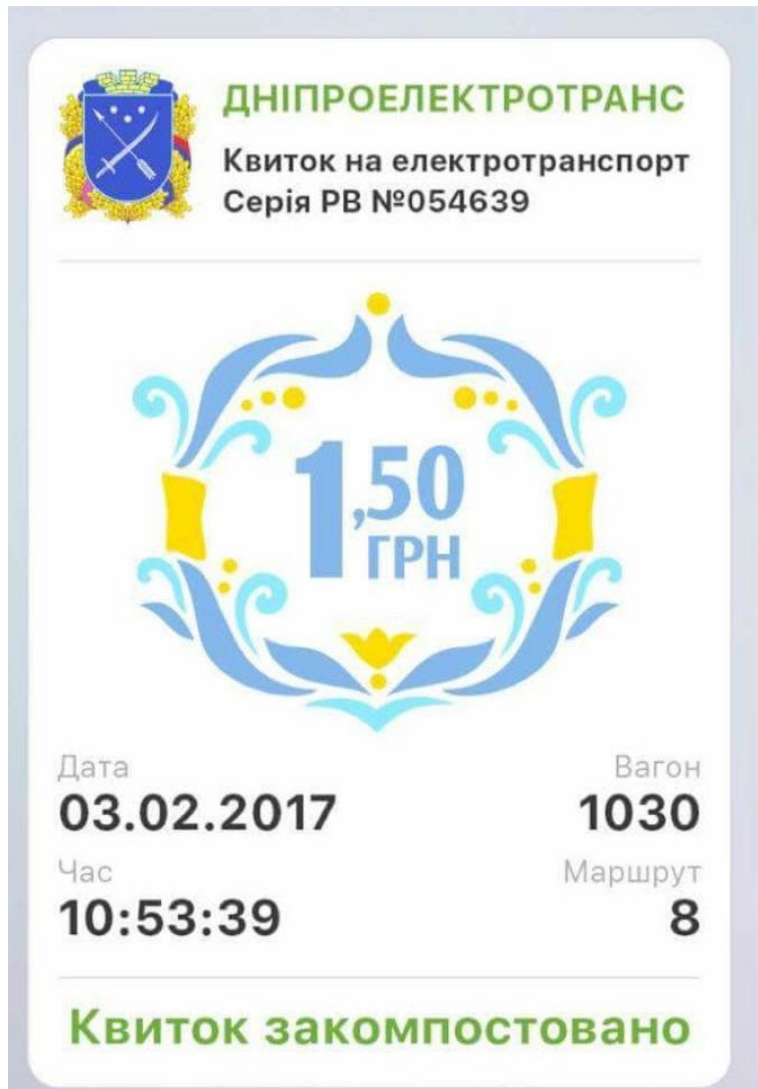 ДНІПРОЕЛЕКТРОТРАНС
Квиток на електротранспорт
Серія РВ №054639
1,50
ГРН
Дата
Вагон
03.02.2017
1030
Час
Маршрут
10:53:39
8
Квиток закомпостовано